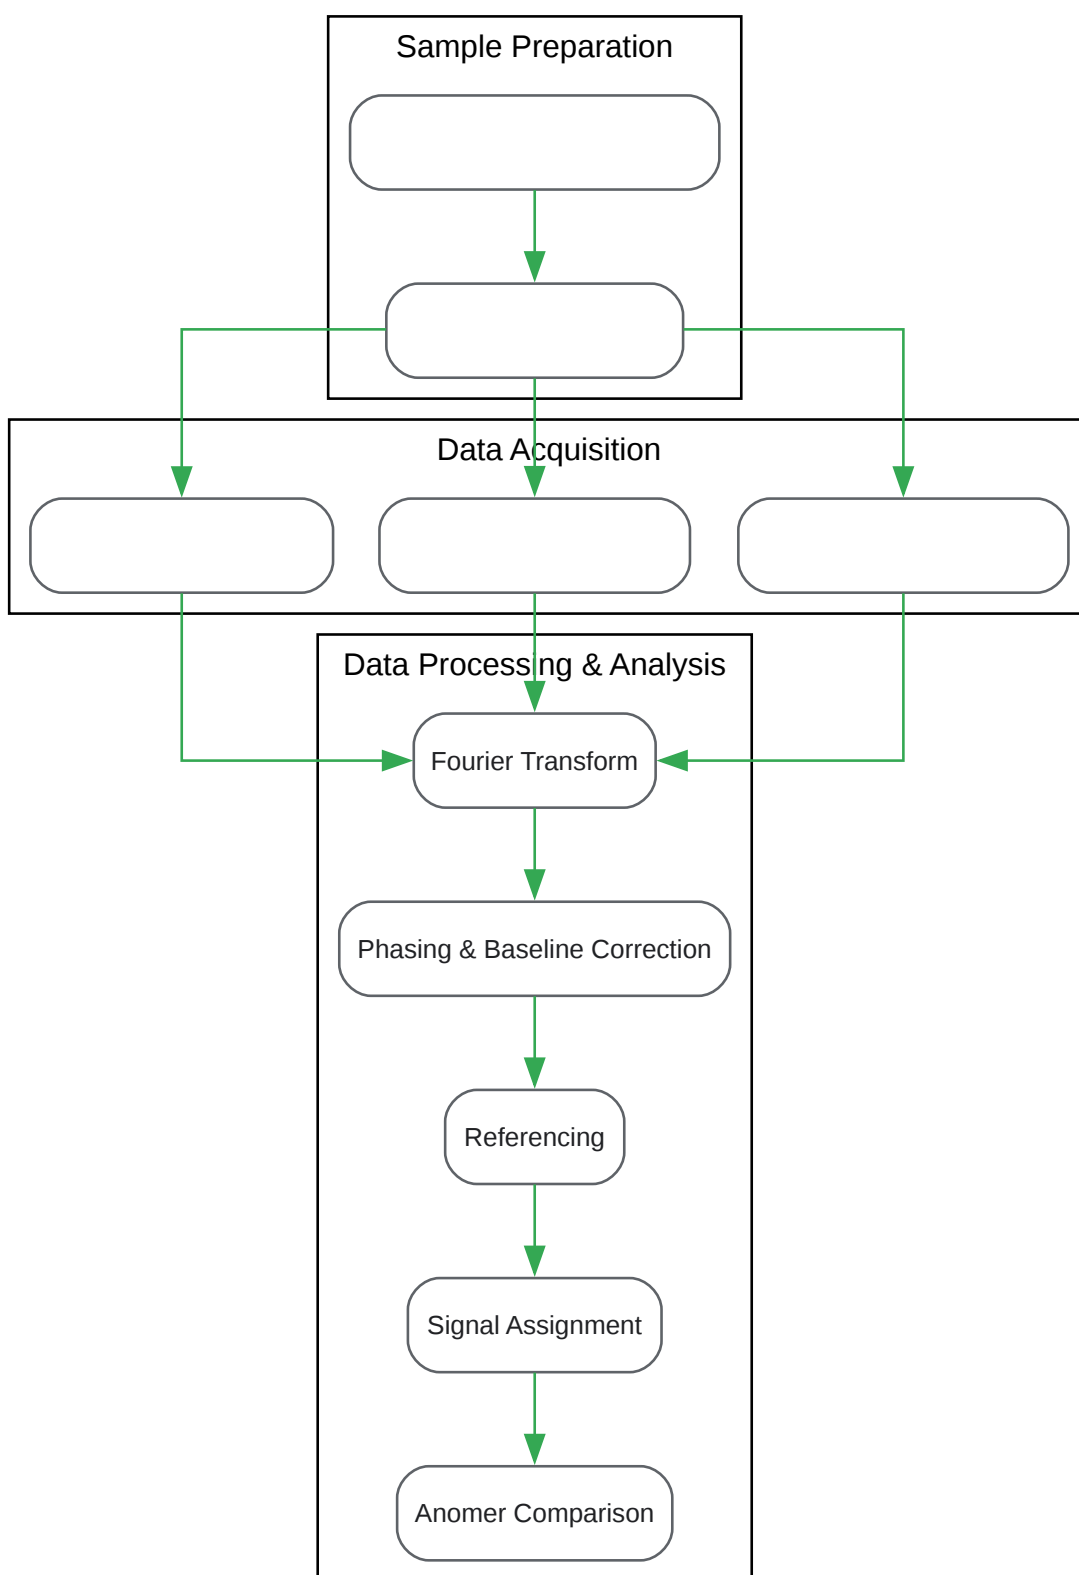 Sample Preparation
Data Acquisition
Data Processing & Analysis
Fourier Transform
Phasing & Baseline Correction
Referencing
Signal Assignment
Anomer Comparison